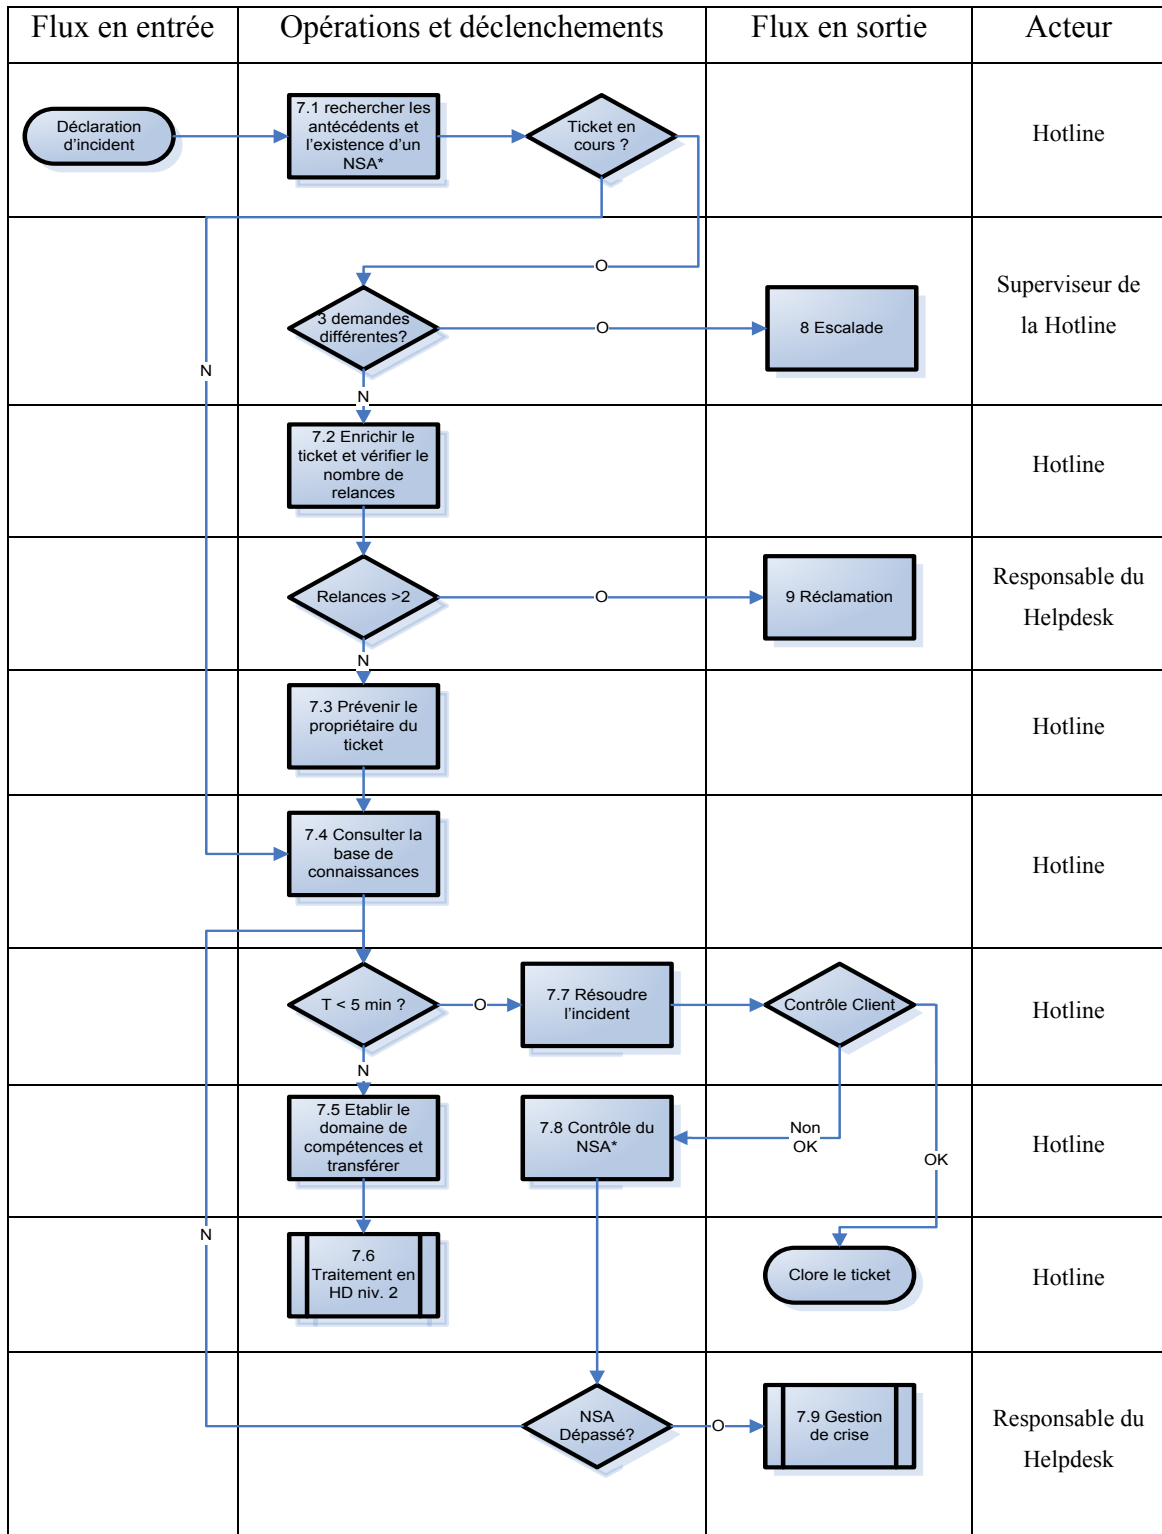 Flux en entrée
Opérations et déclenchements
Flux en sortie
Acteur
Déclaration
d'incident
7.1 rechercher les
antécédents et
l'existence d'un
NSA*
Ticket en
cours ?
Hotline
O
3 demandes
différentes?
O
8 Escalade
Superviseur de
la Hotline
N
N
7.2 Enrichir le
ticket et vérifier le
nombre de
relances
Hotline
Relances >2
O
9 Réclamation
Responsable du
Helpdesk
N
7.3 Prévenir le
propriétaire du
ticket
Hotline
7.4 Consulter la
base de
connaissances
Hotline
T < 5 min ?
O
7.7 Résoudre
l'incident
Contrôle Client
Hotline
N
7.5 Etablir le
domaine de
compétences et
transférer
7.8 Contrôle du
NSA*
Non
OK
OK
Hotline
N
7.6
Traitement en
HD niv. 2
Clore le ticket
Hotline
NSA
Dépassé?
O
7.9 Gestion
de crise
Responsable du
Helpdesk